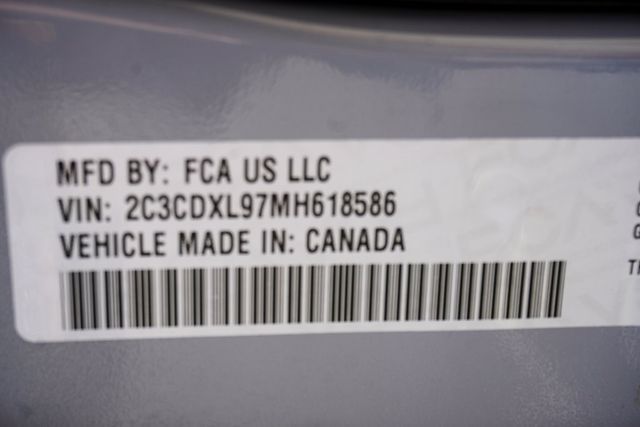 MFD BY: FCA US LLC
VIN: 2C3CDXL97MH618586
VEHICLE MADE IN: CANADA